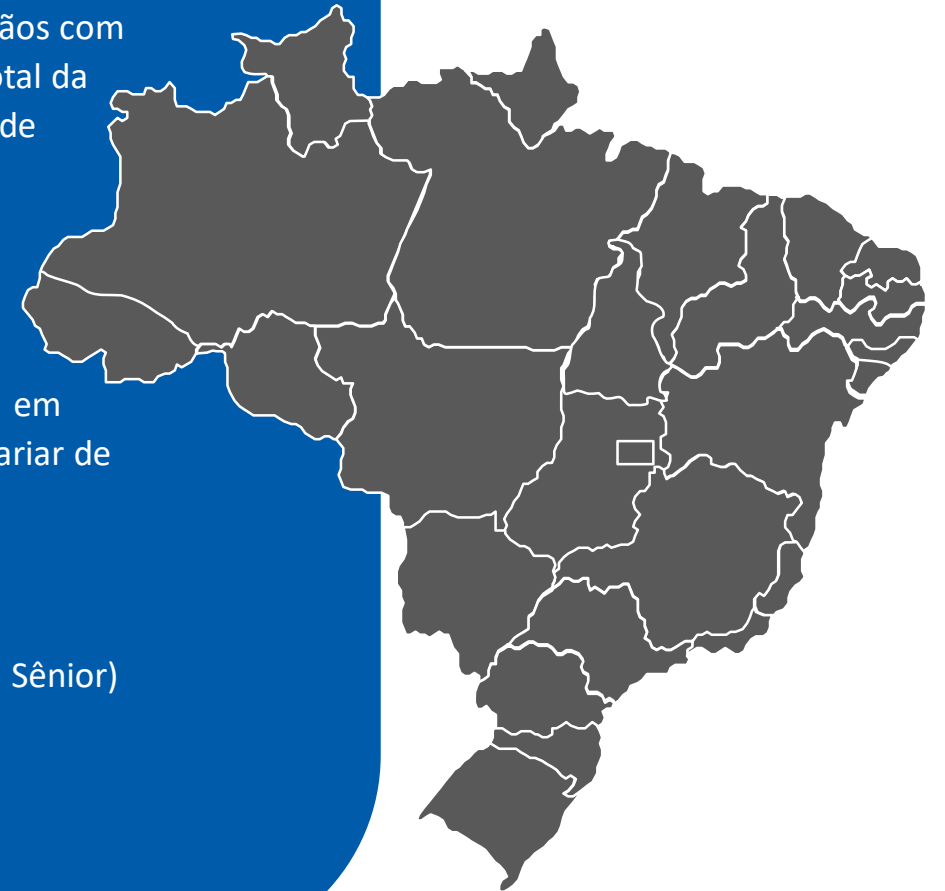 ãos com
otal da
de
em
ariar de
Sênior)